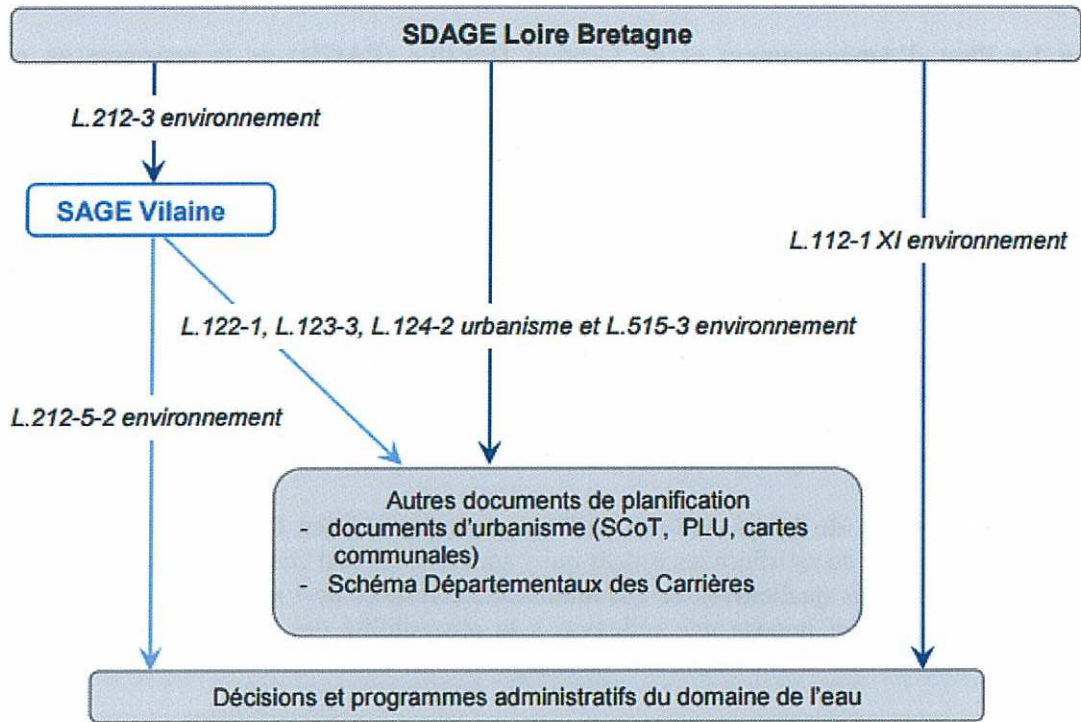 SDAGE Loire Bretagne
L.212-3 environnement
SAGE Vilaine
L.112-1 XI environnement
L.122-1, L.123-3, L.124-2 urbanisme et L.515-3 environnement
L.212-5-2 environnement
Autres documents de planification
- documents d'urbanisme (SCoT, PLU, cartes
communales)
- Schéma Départementaux des Carrières
Décisions et programmes administratifs du domaine de l'eau